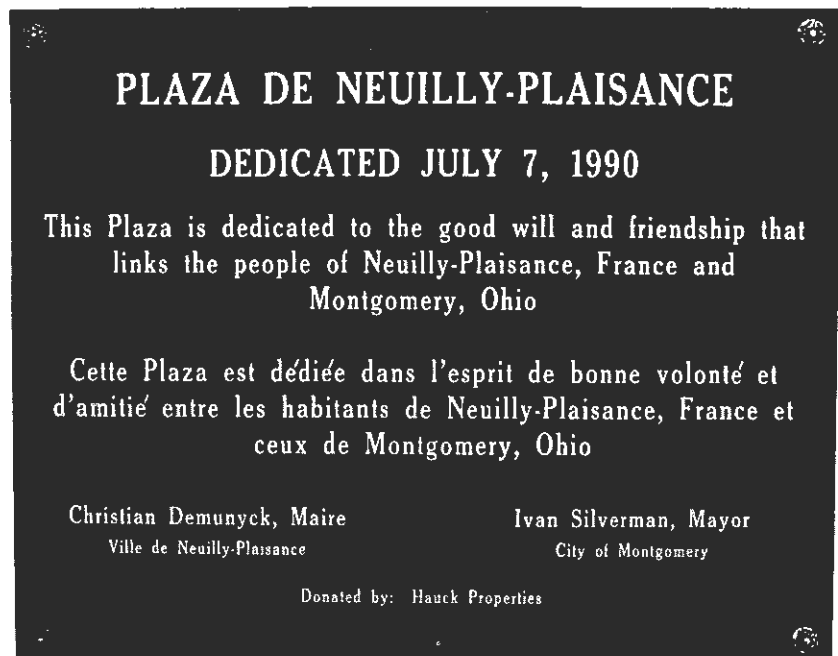 PLAZA DE NEUILLY-PLAISANCE
DEDICATED JULY 7, 1990
This Plaza is dedicated to the good will and friendship that
links the people of Neuilly-Plaisance, France and
Montgomery, Ohio
Cette Plaza est dédiée dans l'esprit de bonne volonté et
d'amitié entre les habitants de Neuilly-Plaisance, France et
ceux de Montgomery, Ohio
Christian Demunyck, Maire
Ville de Neuilly-Plaisance
Ivan Silverman, Mayor
City of Montgomery
Donated by: Hauck Properties